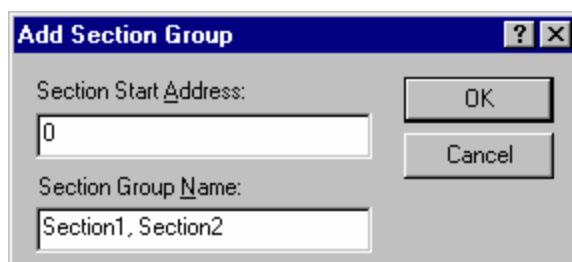 Add Section Group
Section Start Address:
OK
0
Cancel
Section Group Name:
Section1, Section2